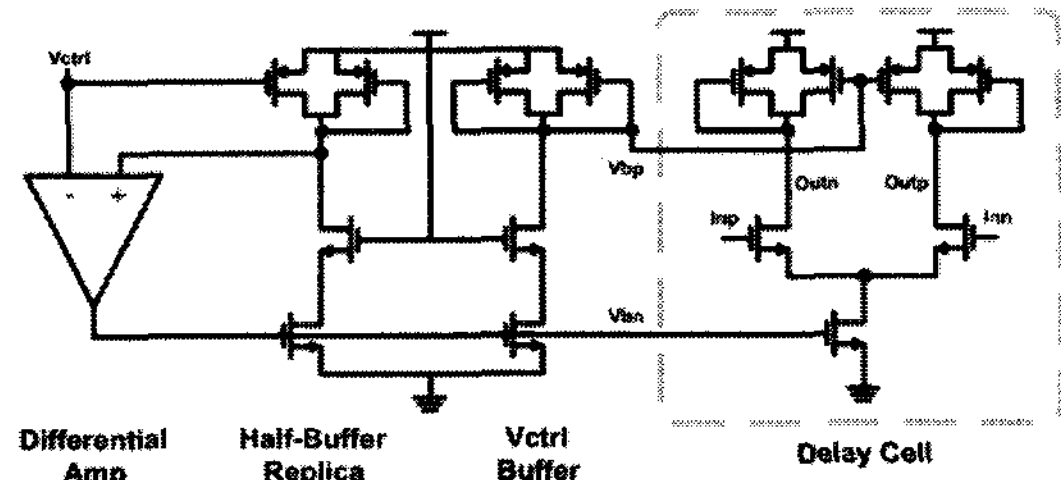 Vctrl
- +
Vbp
Outn Outp
Inp
Inn
Vbn
Differential
Amp
Half-Buffer
Replica
Vctrl
Buffer
Delay Cell